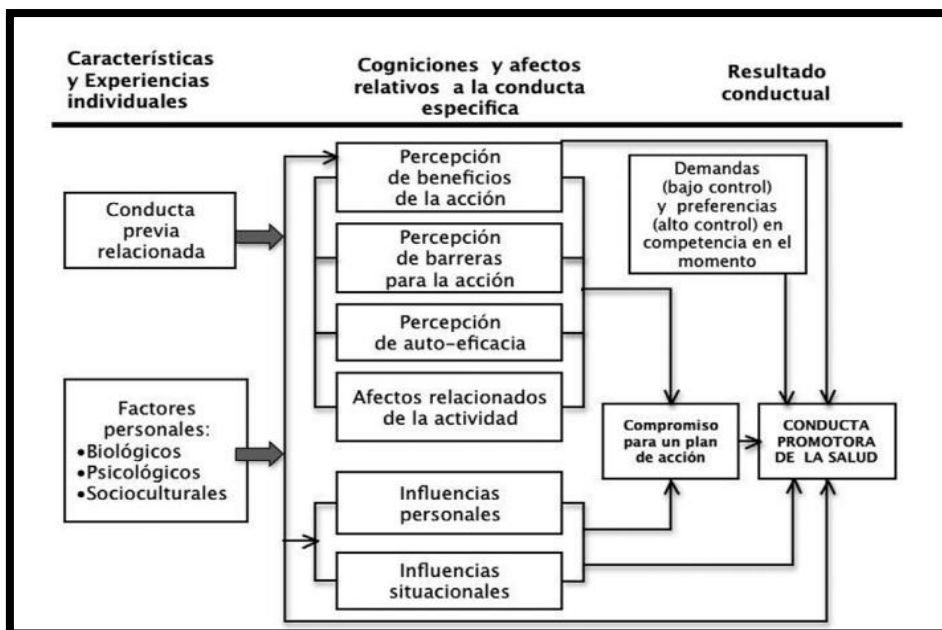 Características
y Experiencias
individuales
Cogniciones y afectos
relativos a la conducta
especifica
Resultado
conductual
Conducta
previa
relacionada
Factores
personales:
•Biológicos
•Psicológicos
•Socioculturales
Percepción
de beneficios
de la acción
Percepción
de barreras
para la acción
Percepción
de auto-eficacia
Afectos relacionados
de la actividad
Influencias
personales
Influencias
situacionales
Demandas
(bajo control)
y preferencias
(alto control) en
competencia en el
momento
Compromiso
para un plan
de acción
CONDUCTA
PROMOTORA
DE LA SALUD